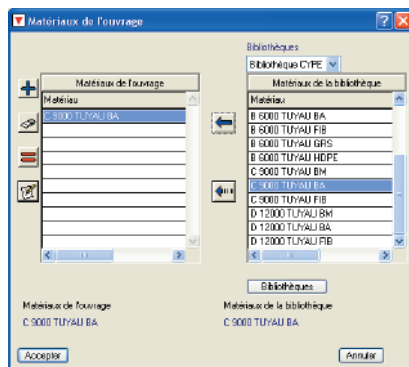 Matériaux de l'ouvrage
Bibliothèques
Bibliothèque CYPE
Matériaux de l'ouvrage
Matériau
C 9000 TUYAU BA
Matériaux de la bibliothèque
Matériau
B 6000 TUYAU BA
B 6000 TUYAU FIB
B 6000 TUYAU GRS
B 6000 TUYAU HDPE
C 9000 TUYAU BM
C 9000 TUYAU BA
C 9000 TUYAU FIB
D 12000 TUYAU BM
D 12000 TUYAU BA
D 12000 TUYAU FIB
Bibliothèques
Matériaux de l'ouvrage
C 9000 TUYAU BA
Matériaux de la bibliothèque
C 9000 TUYAU BA
Accepter
Annuler